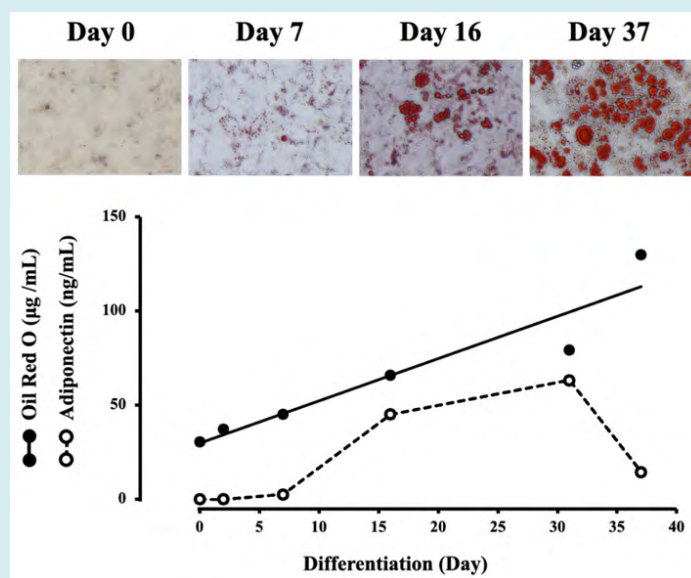 Day 0 Day 7 Day 16 Day 37
Oil Red O (µg /mL)
Adiponectin (ng/mL)
150
100
50
0
0 5 10 15 20 25 30 35 40
Differentiation (Day)